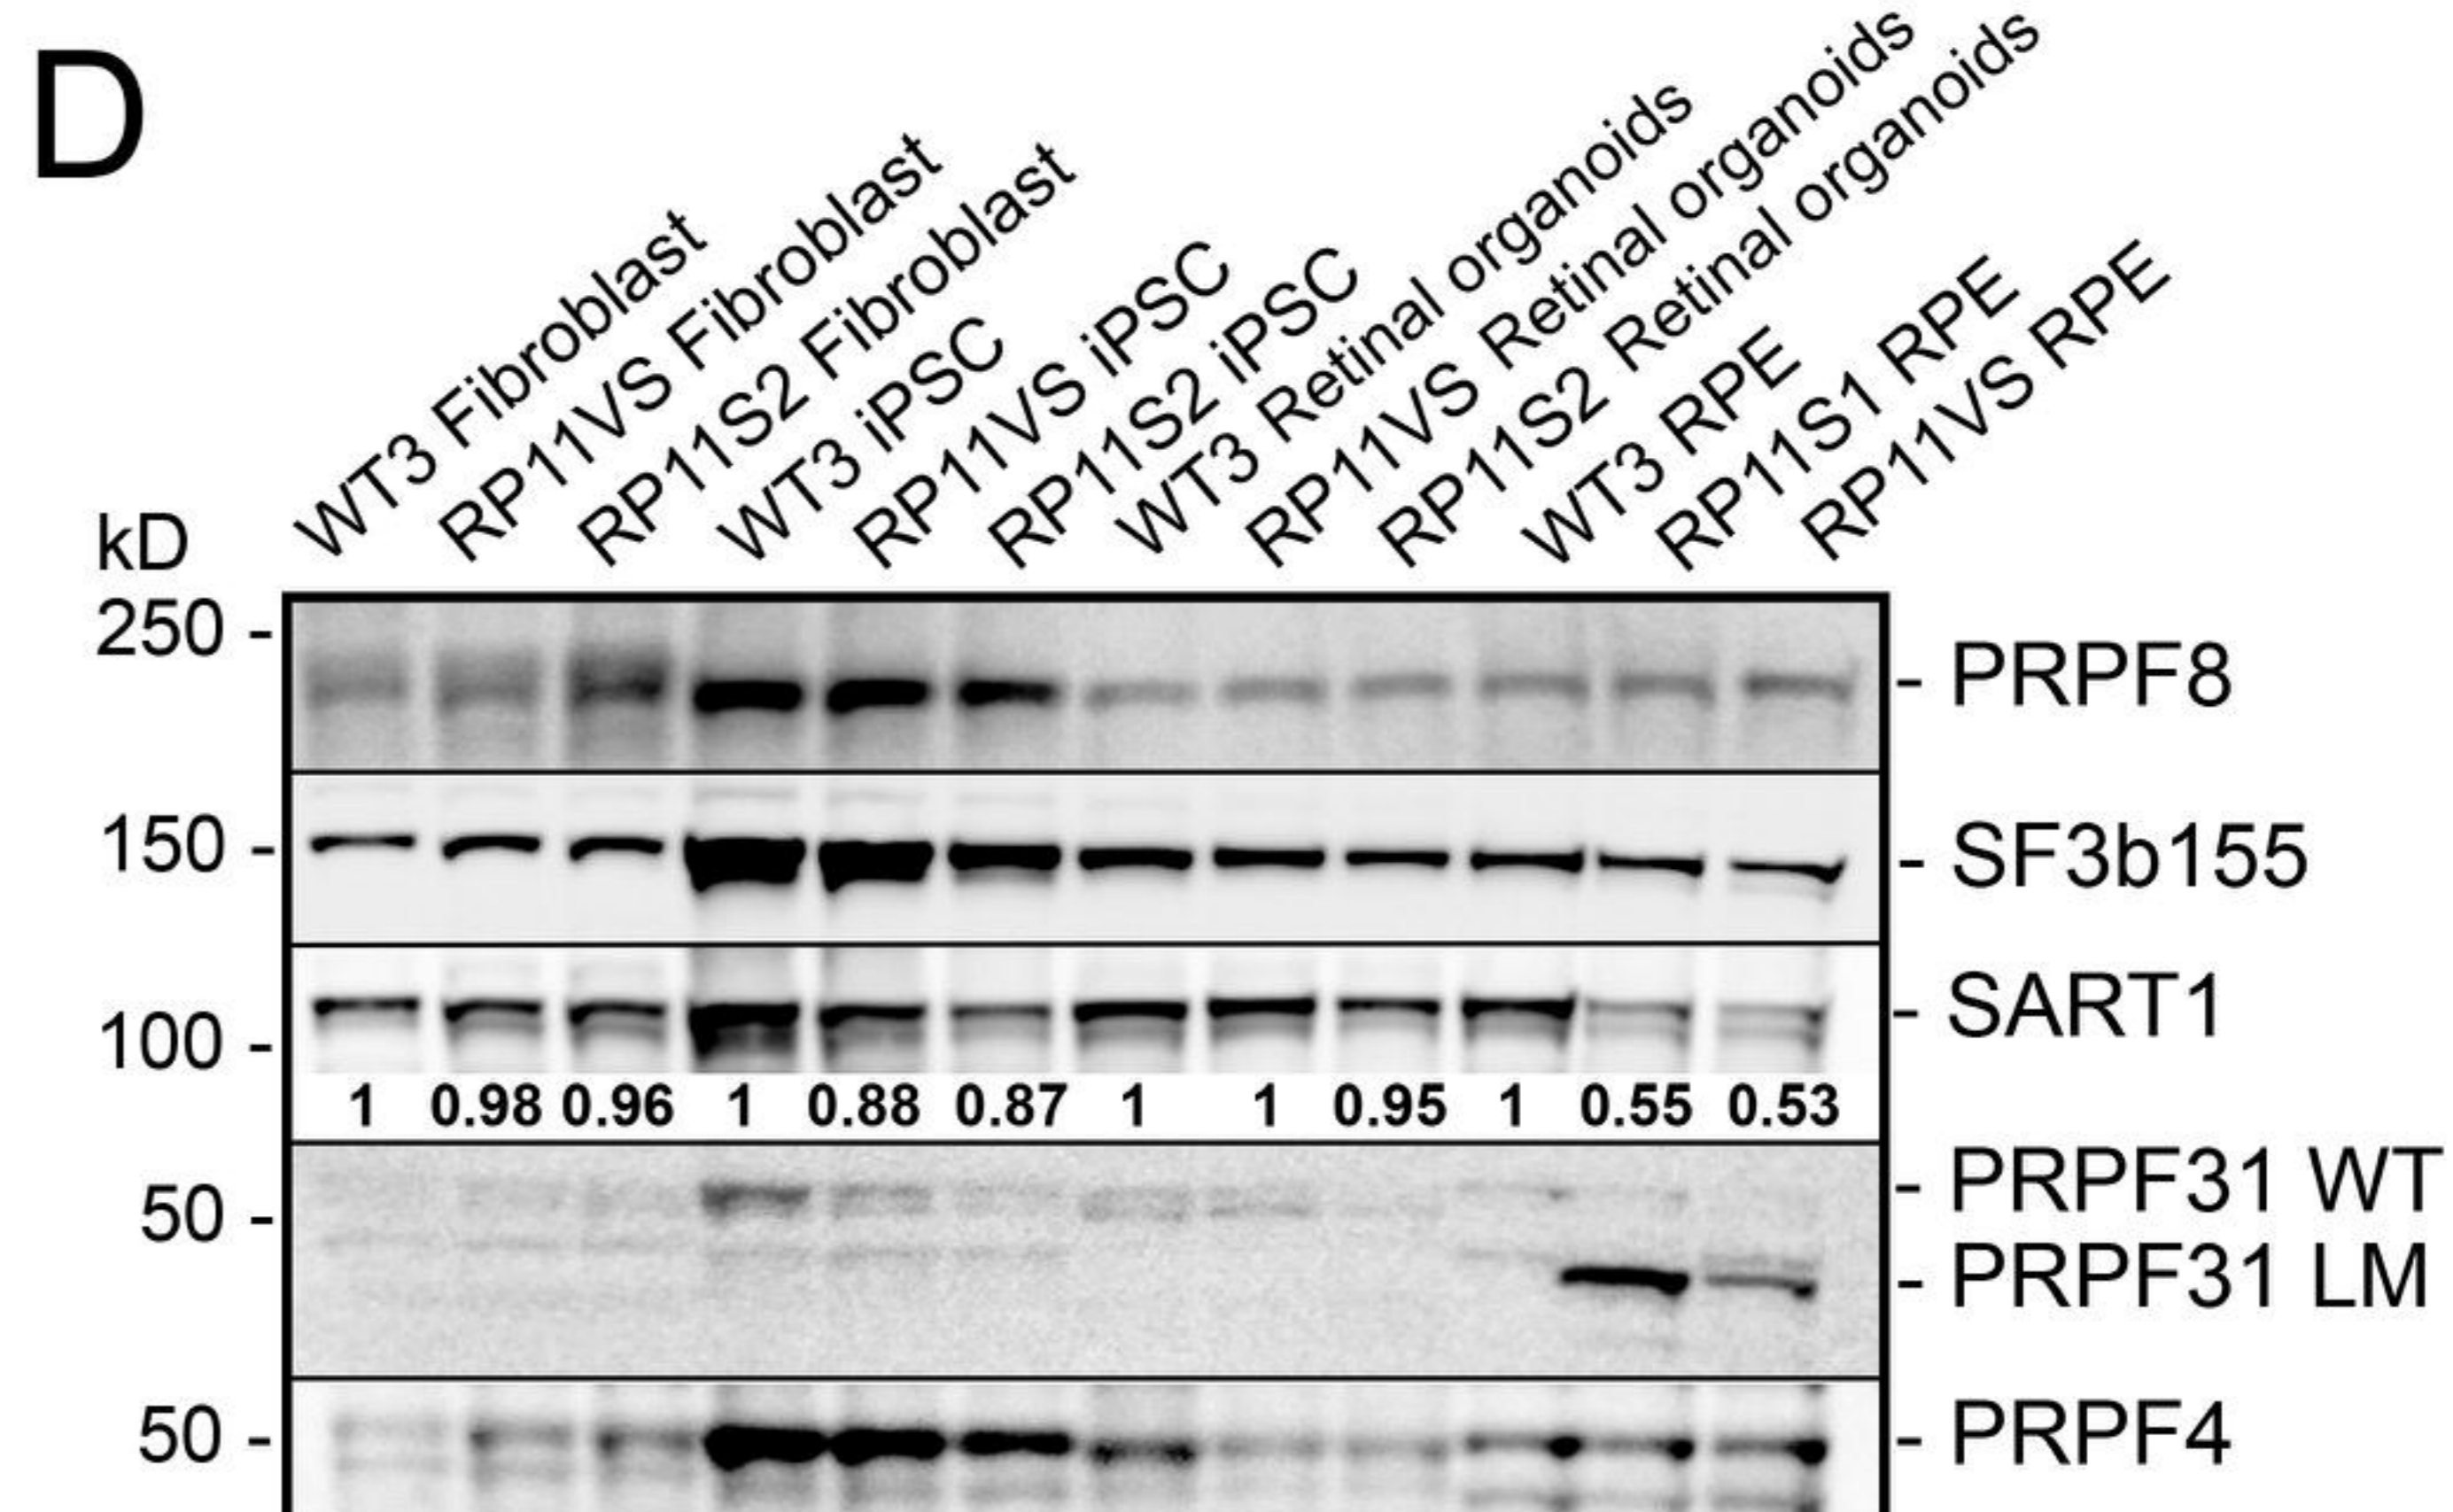 D
WT3 Fibroblast
RP11VS Fibroblast
RP11S2 Fibroblast
WT3 iPSC
RP11VS iPSC
RP11S2 iPSC
WT3 Retinal organoids
RP11VS Retinal organoids
RP11S2 Retinal organoids
WT3 RPE
RP11S1 RPE
RP11VS RPE
kD
250 -
- PRPF8
150 -
- SF3b155
- SART1
100 -
1 0.98 0.96 1 0.88 0.87 1 1 0.95 1 0.55 0.53
- PRPF31 WT
50 -
- PRPF31 LM
50 -
- PRPF4